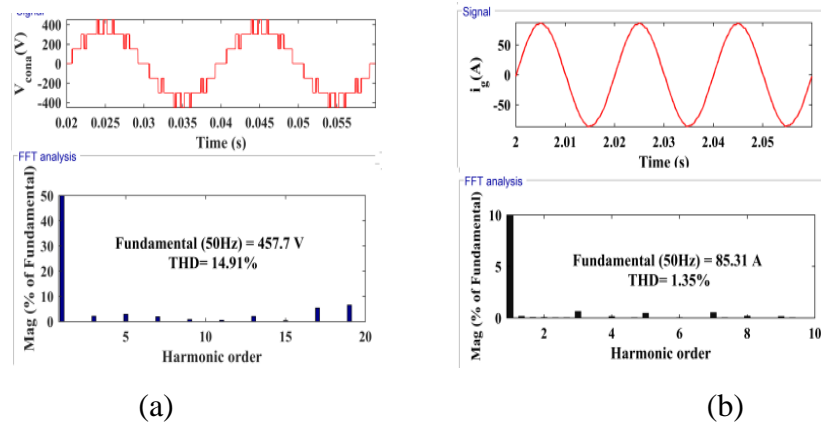 Signal
V_cona(V)
400
200
0
-200
-400
0.02 0.025 0.03 0.035 0.04 0.045 0.05 0.055
Time (s)
FFT analysis
Mag (% of Fundamental)
50
40
30
20
10
0
Fundamental (50Hz) = 457.7 V
THD= 14.91%
5 10 15 20
Harmonic order
(a)
(b)
Signal
i_g(A)
50
0
-50
2 2.01 2.02 2.03 2.04 2.05
Time (s)
FFT analysis
Mag (% of Fundamental)
10
5
0
Fundamental (50Hz) = 85.31 A
THD= 1.35%
2 4 6 8 10
Harmonic order
(b)